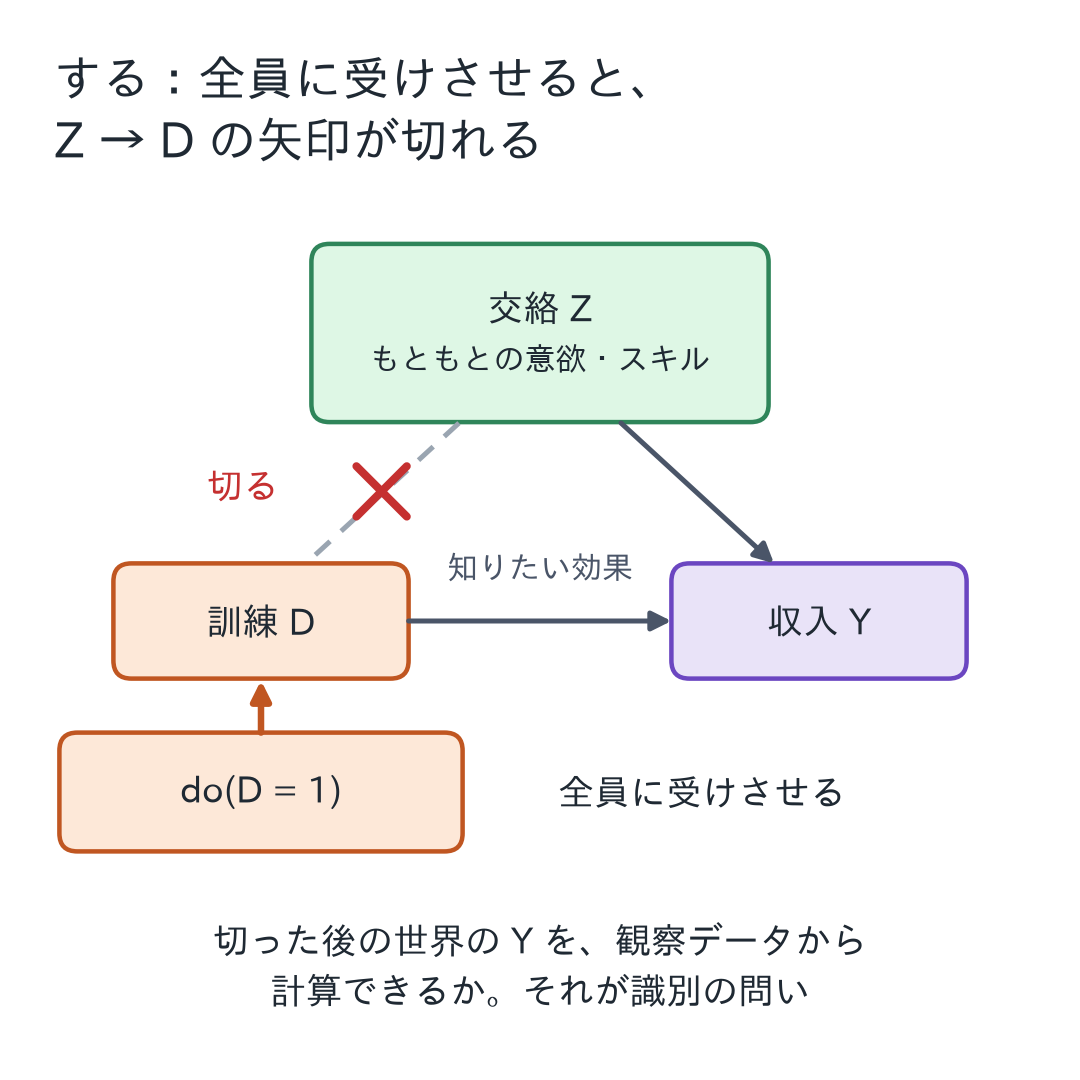 する：全員に受けさせると、
Z → D の矢印が切れる
交絡 Z
もともとの意欲・スキル
切る
知りたい効果
訓練 D
収入 Y
do(D = 1)
全員に受けさせる
切った後の世界の Y を、観察データから
計算できるか。それが識別の問い